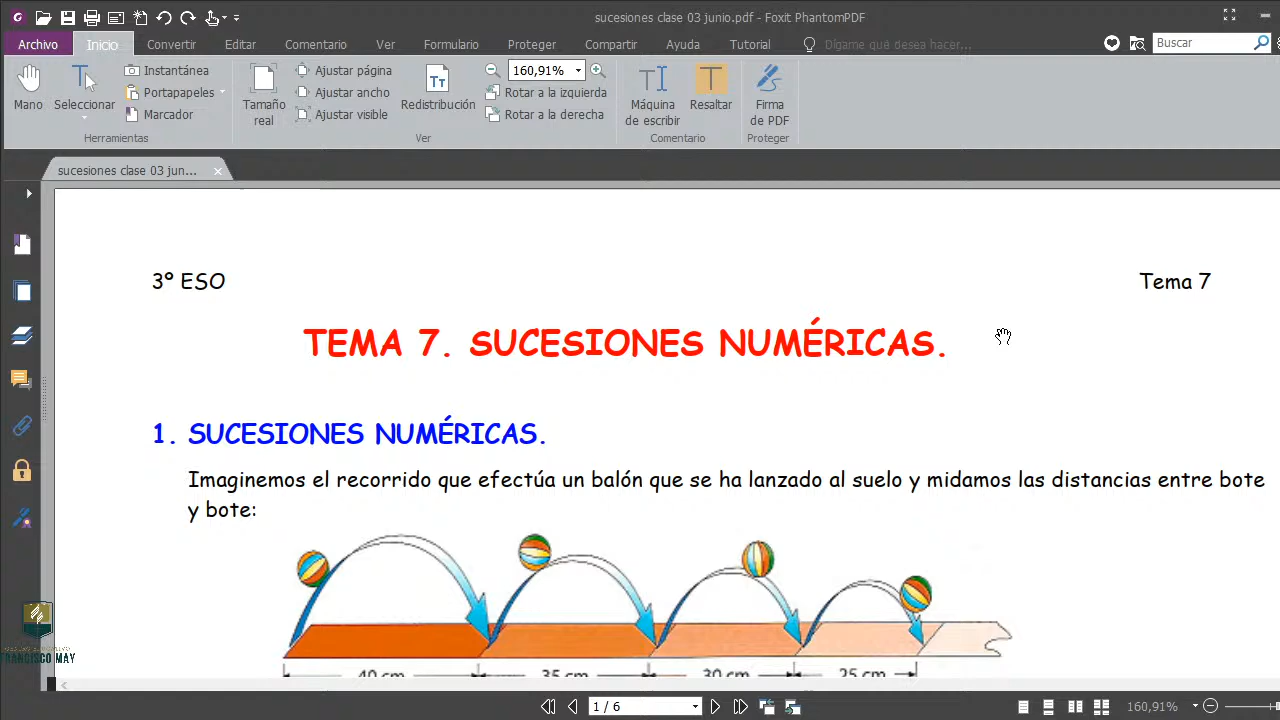 sucesiones clase 03 junio.pdf - Foxit PhantomPDF
Archivo Inicio Convertir Editar Comentario Ver Formulario Proteger Compartir Ayuda Tutorial Dígame qué desea hacer... Buscar
Mano
Seleccionar
Instantánea
Portapapeles
Marcador
Herramientas
Tamaño real
Ajustar página
Ajustar ancho
Ajustar visible
Redistribución
160,91%
Rotar a la izquierda
Rotar a la derecha
Ver
Máquina de escribir
Resaltar
Comentario
Firma de PDF
Proteger
sucesiones clase 03 jun...
3º ESO Tema 7
TEMA 7. SUCESIONES NUMÉRICAS.
1. SUCESIONES NUMÉRICAS.
Imaginemos el recorrido que efectúa un balón que se ha lanzado al suelo y midamos las distancias entre bote
y bote:
40 cm 35 cm 30 cm 25 cm
FRANCISCO MAY
1 / 6
160,91%